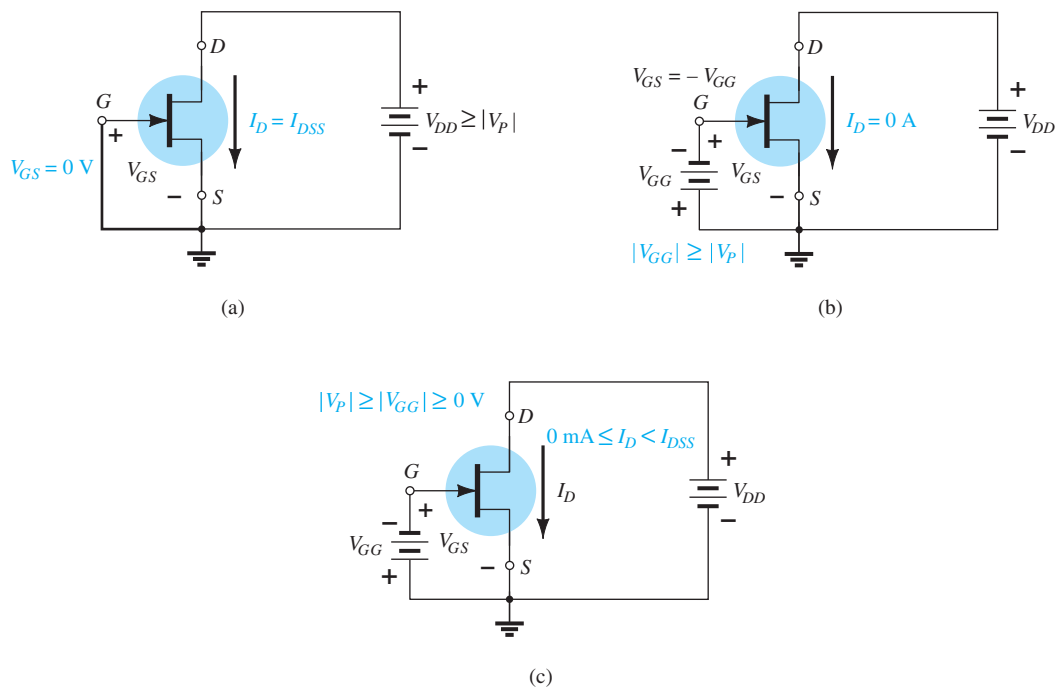 D
G
+
I_D = I_DSS
+
V_DD ≥ |V_P|
−
V_GS = 0 V
V_GS
−
S
(a)
D
V_GS = − V_GG
G
+
−
V_GG
+
V_GS
−
S
I_D = 0 A
+
V_DD
−
|V_GG| ≥ |V_P|
(b)
|V_P| ≥ |V_GG| ≥ 0 V
D
0 mA ≤ I_D < I_DSS
G
+
−
V_GG
+
V_GS
−
S
I_D
+
V_DD
−
(c)